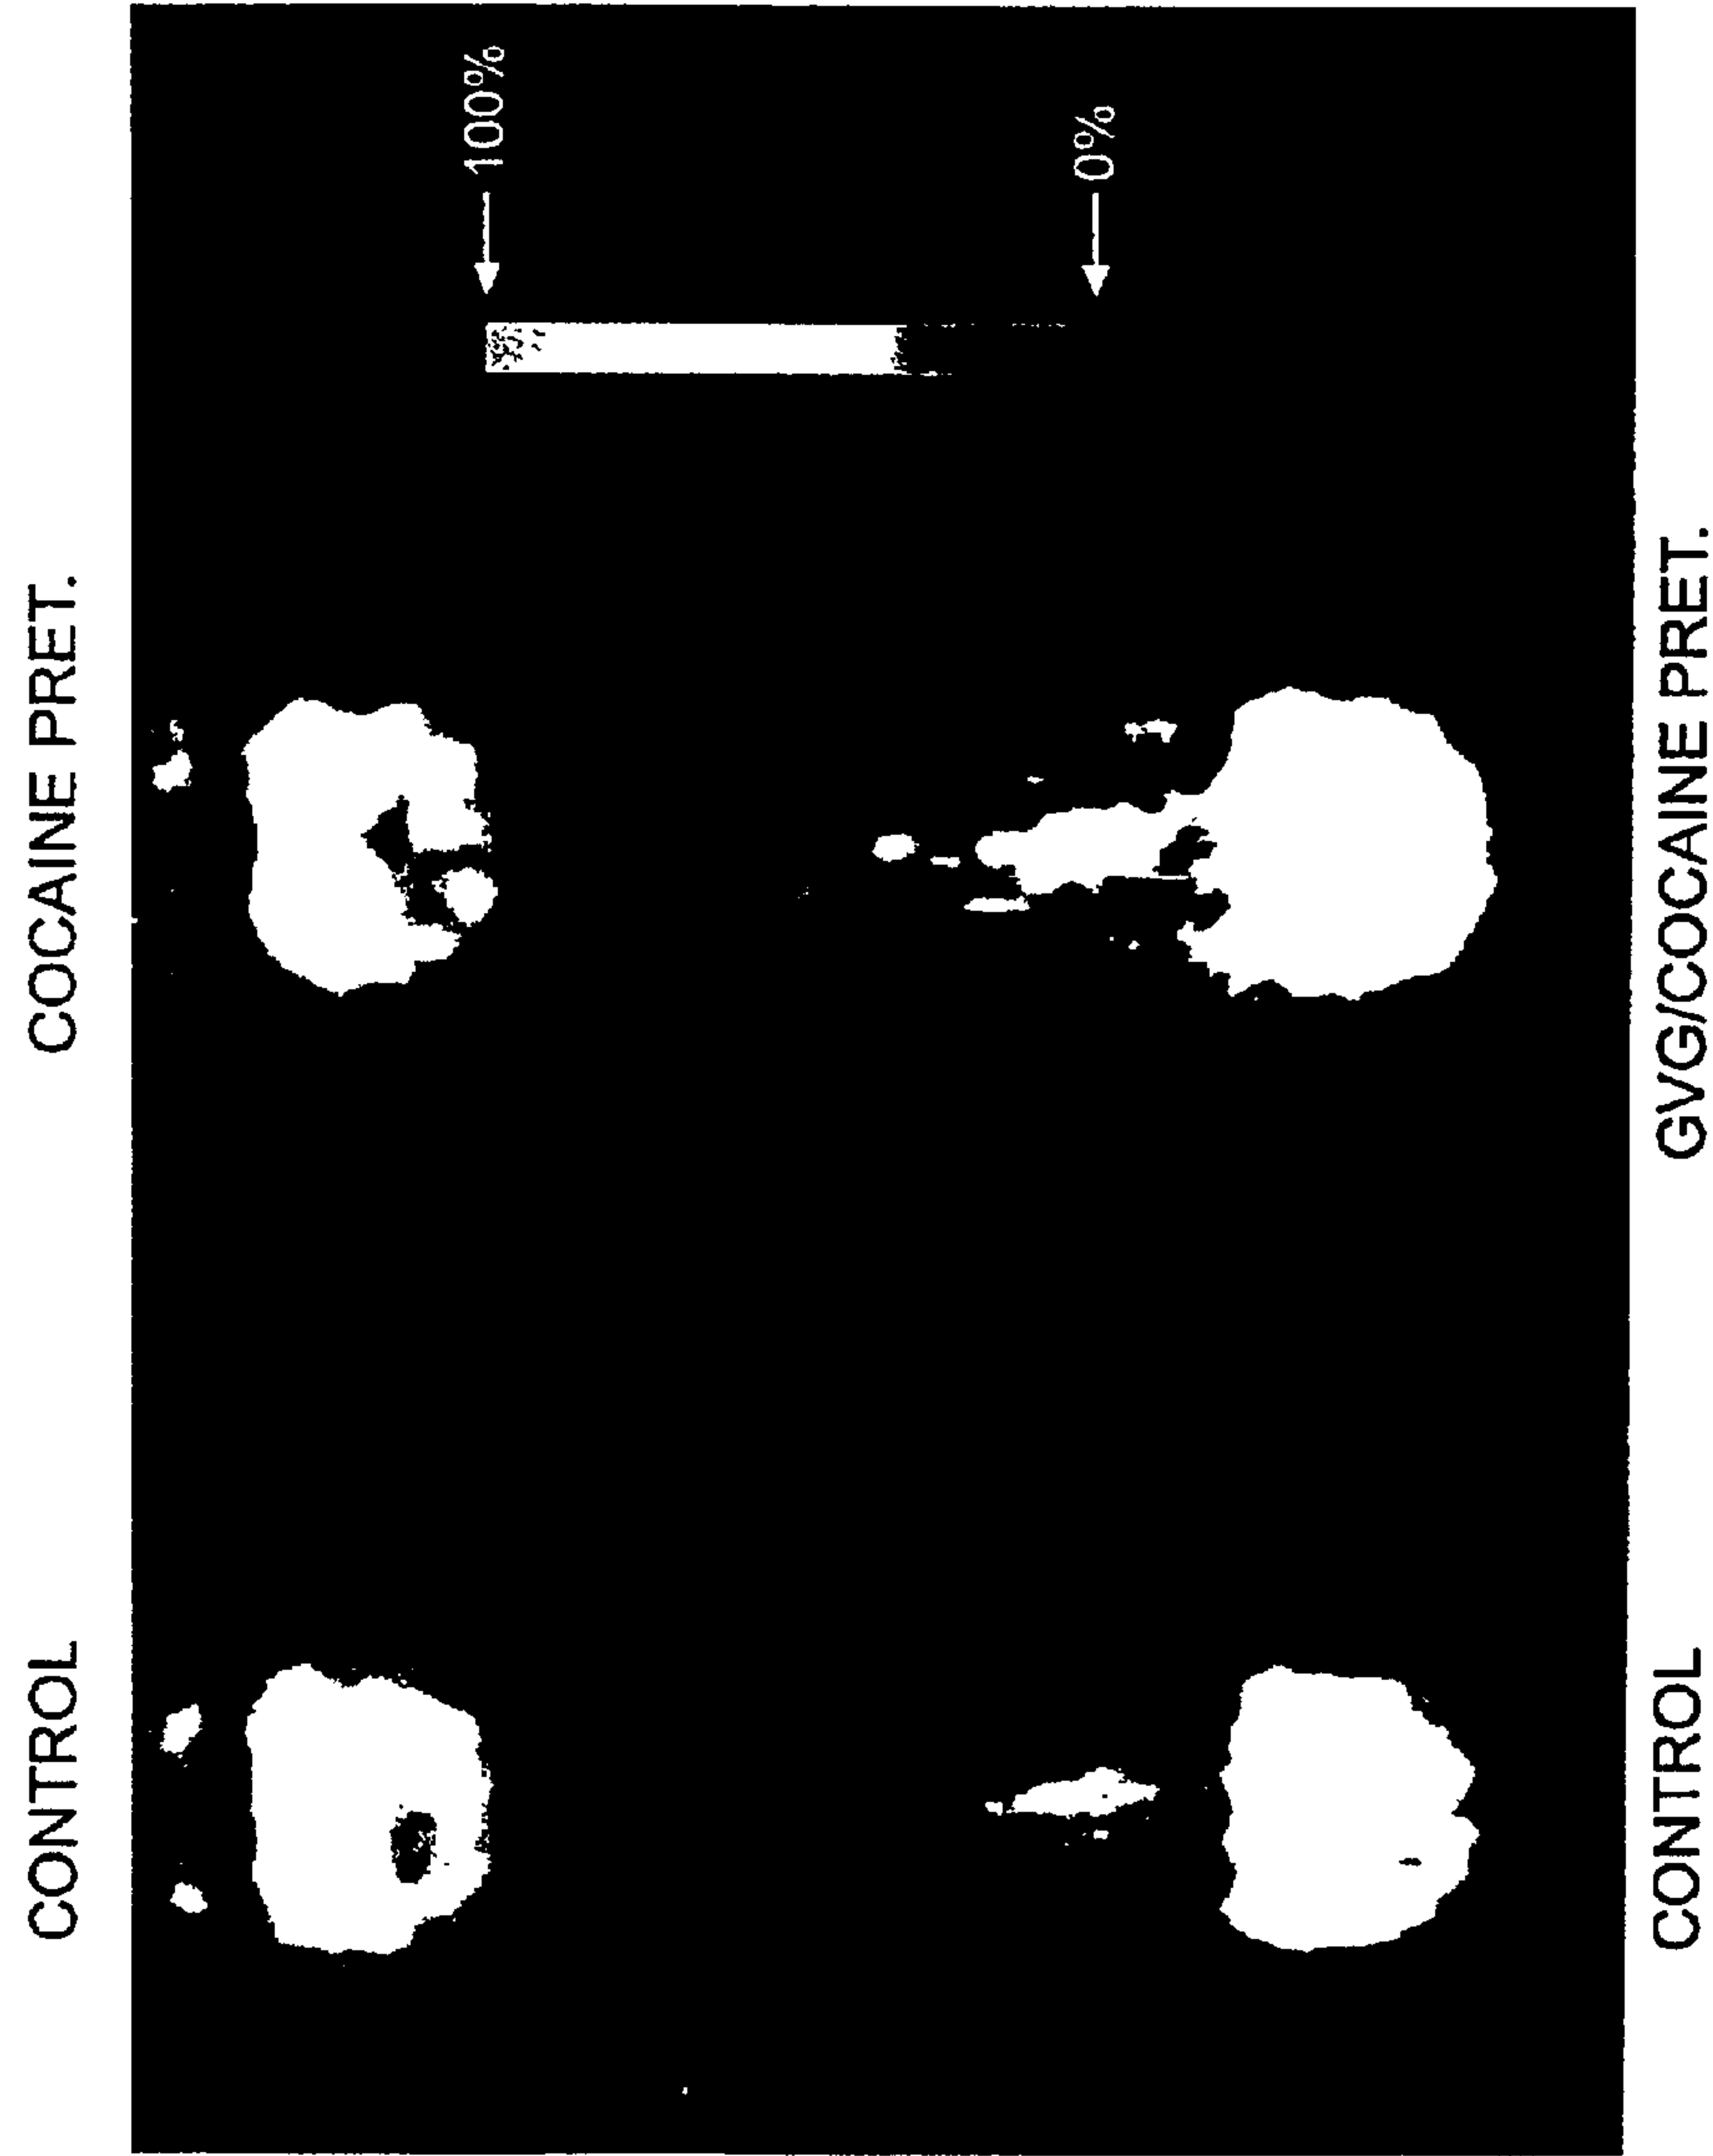 CONTROL
COCAINE PRET.
100%
0%
CONTROL
GVG/COCAINE PRET.